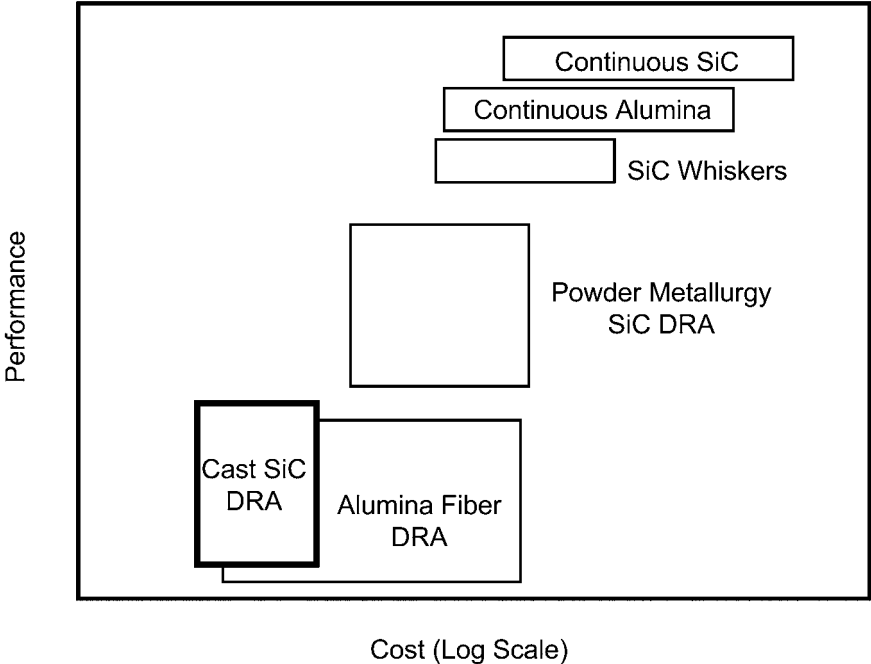 Continuous SiC
Continuous Alumina
SiC Whiskers
Powder Metallurgy
SiC DRA
Performance
Cast SiC
DRA
Alumina Fiber
DRA
Cost (Log Scale)